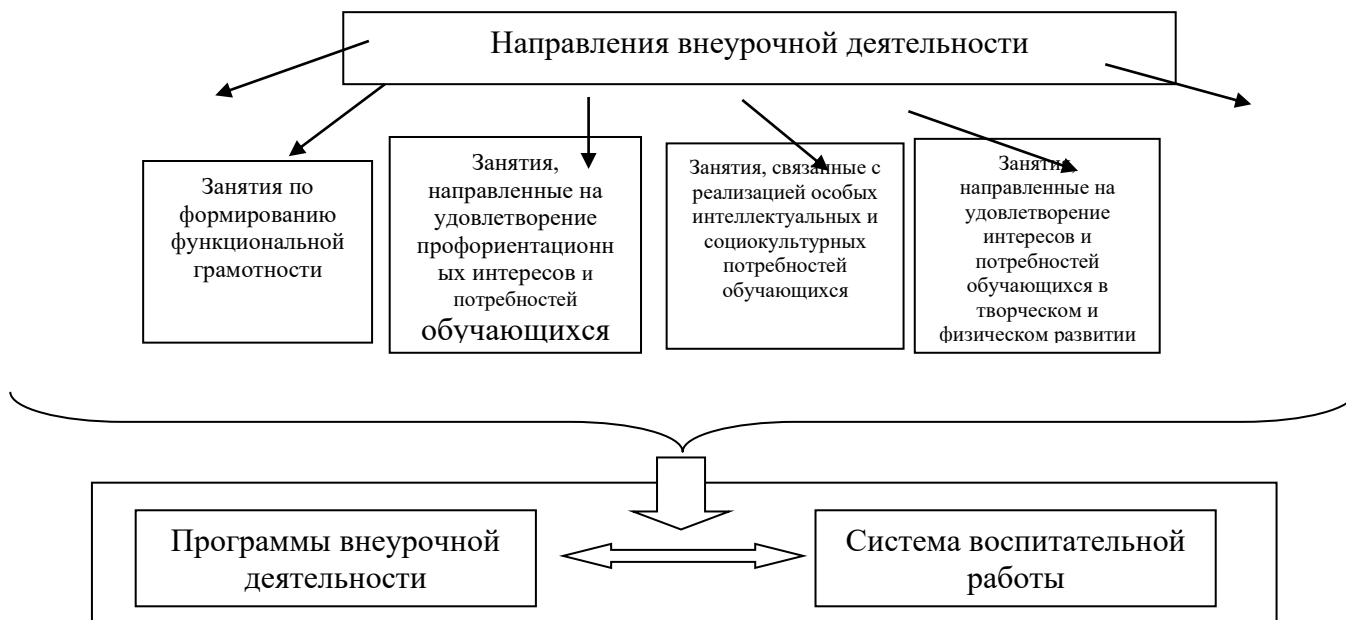 Направления внеурочной деятельности
Занятия по
формированию
функциональной
грамотности
Занятия,
направленные на
удовлетворение
профориентационн
ых интересов и
потребностей
обучающихся
Занятия, связанные с
реализацией особых
интеллектуальных и
социокультурных
потребностей
обучающихся
Занятия,
направленные на
удовлетворение
интересов и
потребностей
обучающихся в
творческом и
физическом развитии
Программы внеурочной
деятельности
Система воспитательной
работы